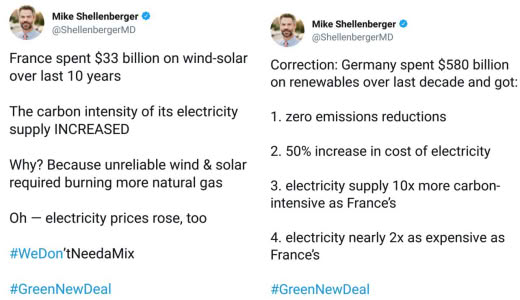 Mike Shellenberger
@ShellenbergerMD
France spent $33 billion on wind-solar
over last 10 years
The carbon intensity of its electricity
supply INCREASED
Why? Because unreliable wind & solar
required burning more natural gas
Oh — electricity prices rose, too
#WeDon'tNeedaMix
#GreenNewDeal
Mike Shellenberger
@ShellenbergerMD
Correction: Germany spent $580 billion
on renewables over last decade and got:
1. zero emissions reductions
2. 50% increase in cost of electricity
3. electricity supply 10x more carbon-
intensive as France's
4. electricity nearly 2x as expensive as
France's
#GreenNewDeal